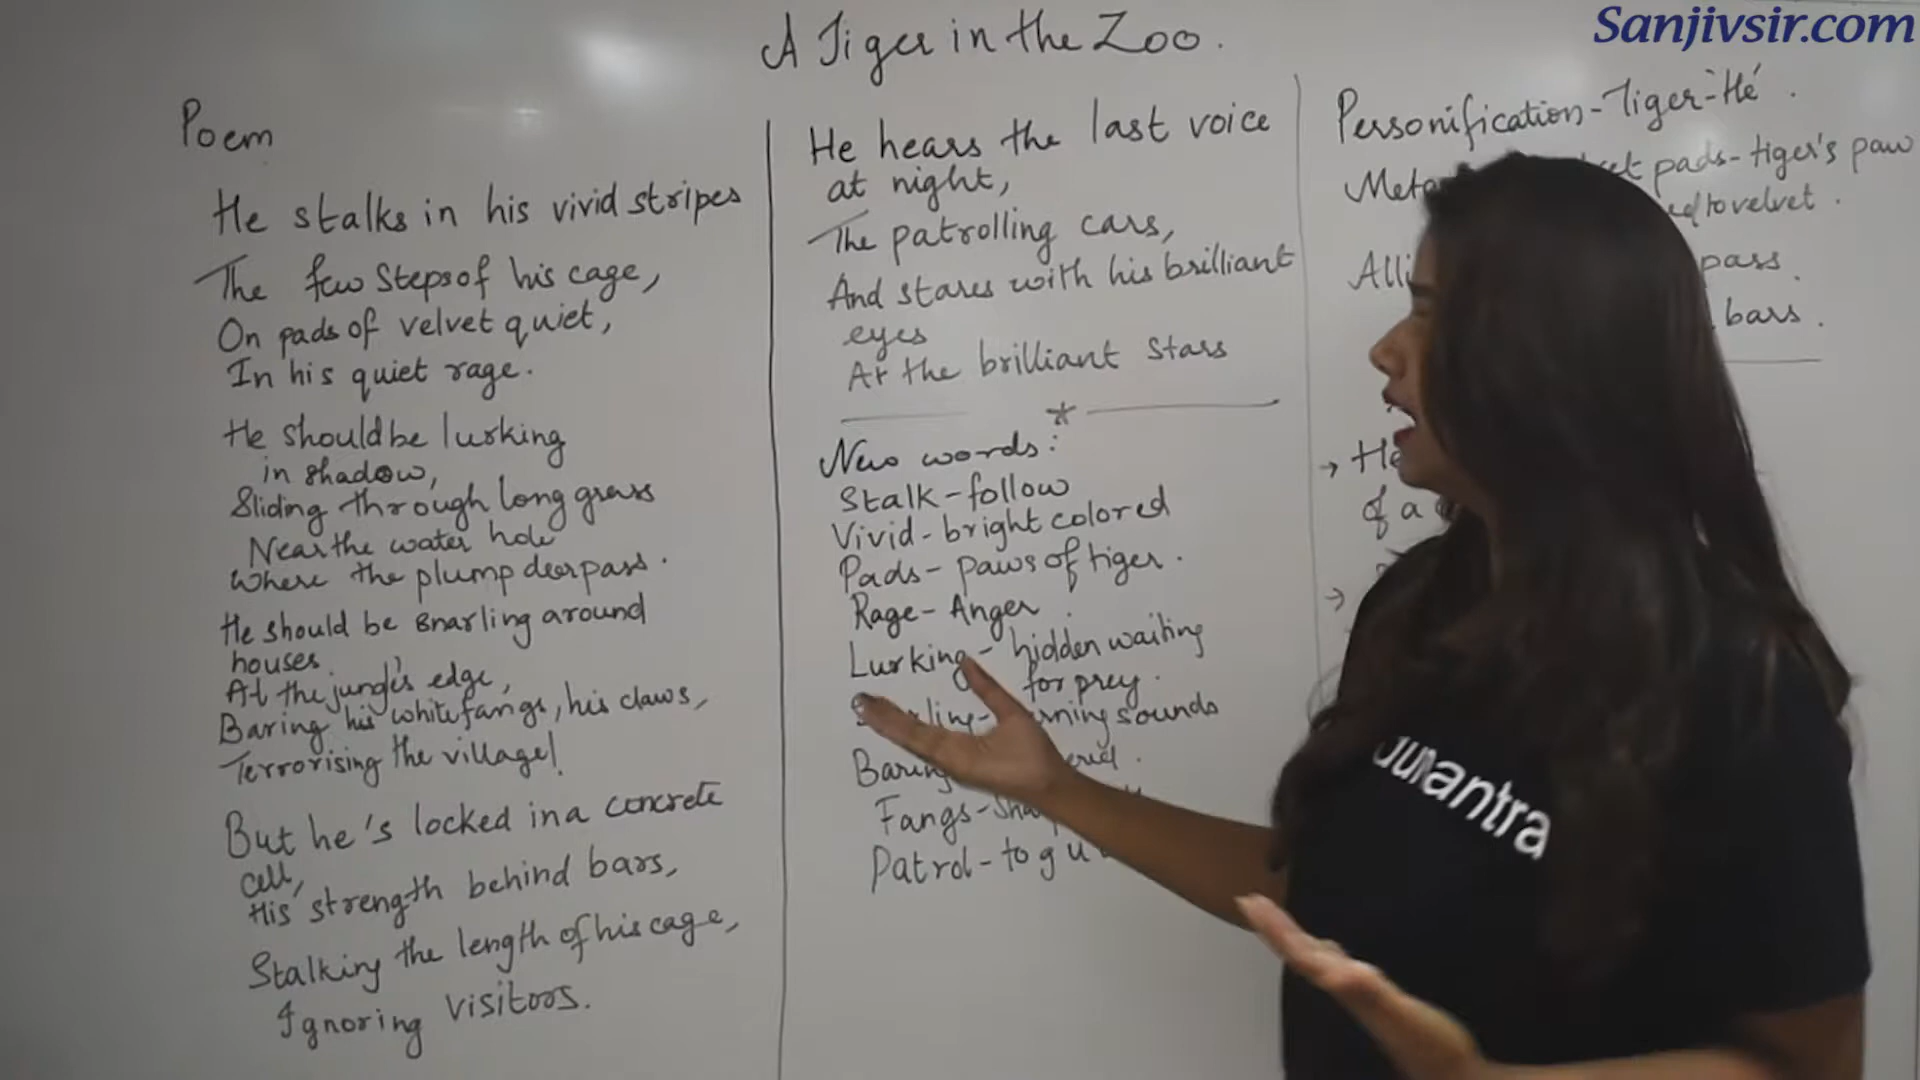 Sanjivsir.com
A Tiger in the Zoo.
Poem
He stalks in his vivid stripes
The few steps of his cage,
On pads of velvet quiet,
In his quiet rage.
He should be lurking
in shadow,
Sliding through long grass
Near the water hole
Where the plump deer pass.
He should be snarling around
houses
At the jungle's edge,
Baring his white fangs, his claws,
Terrorising the village!
But he's locked in a concrete
cell,
His strength behind bars,
Stalking the length of his cage,
Ignoring visitors.
He hears the last voice
at night,
The patrolling cars,
And stares with his brilliant
eyes
At the brilliant stars
New words:
Stalk - follow
Vivid - bright colored
Pads - paws of tiger.
Rage - Anger
Lurking - hidden waiting
for prey.
sounds
Baring
Fangs -
Patrol - to
Personification - Tiger - 'He'.
pads - tiger's paw
to velvet.
pass.
bars.
of a